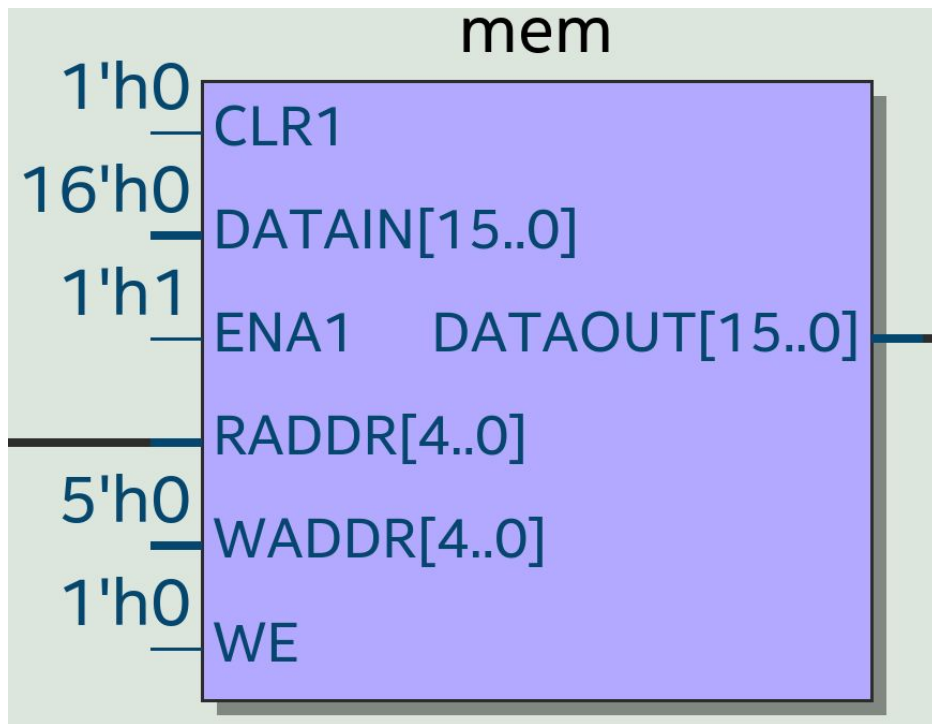 mem
1'h0
CLR1
16'h0
DATAIN[15..0]
1'h1
ENA1 DATAOUT[15..0]
RADDR[4..0]
5'h0
WADDR[4..0]
1'h0
WE